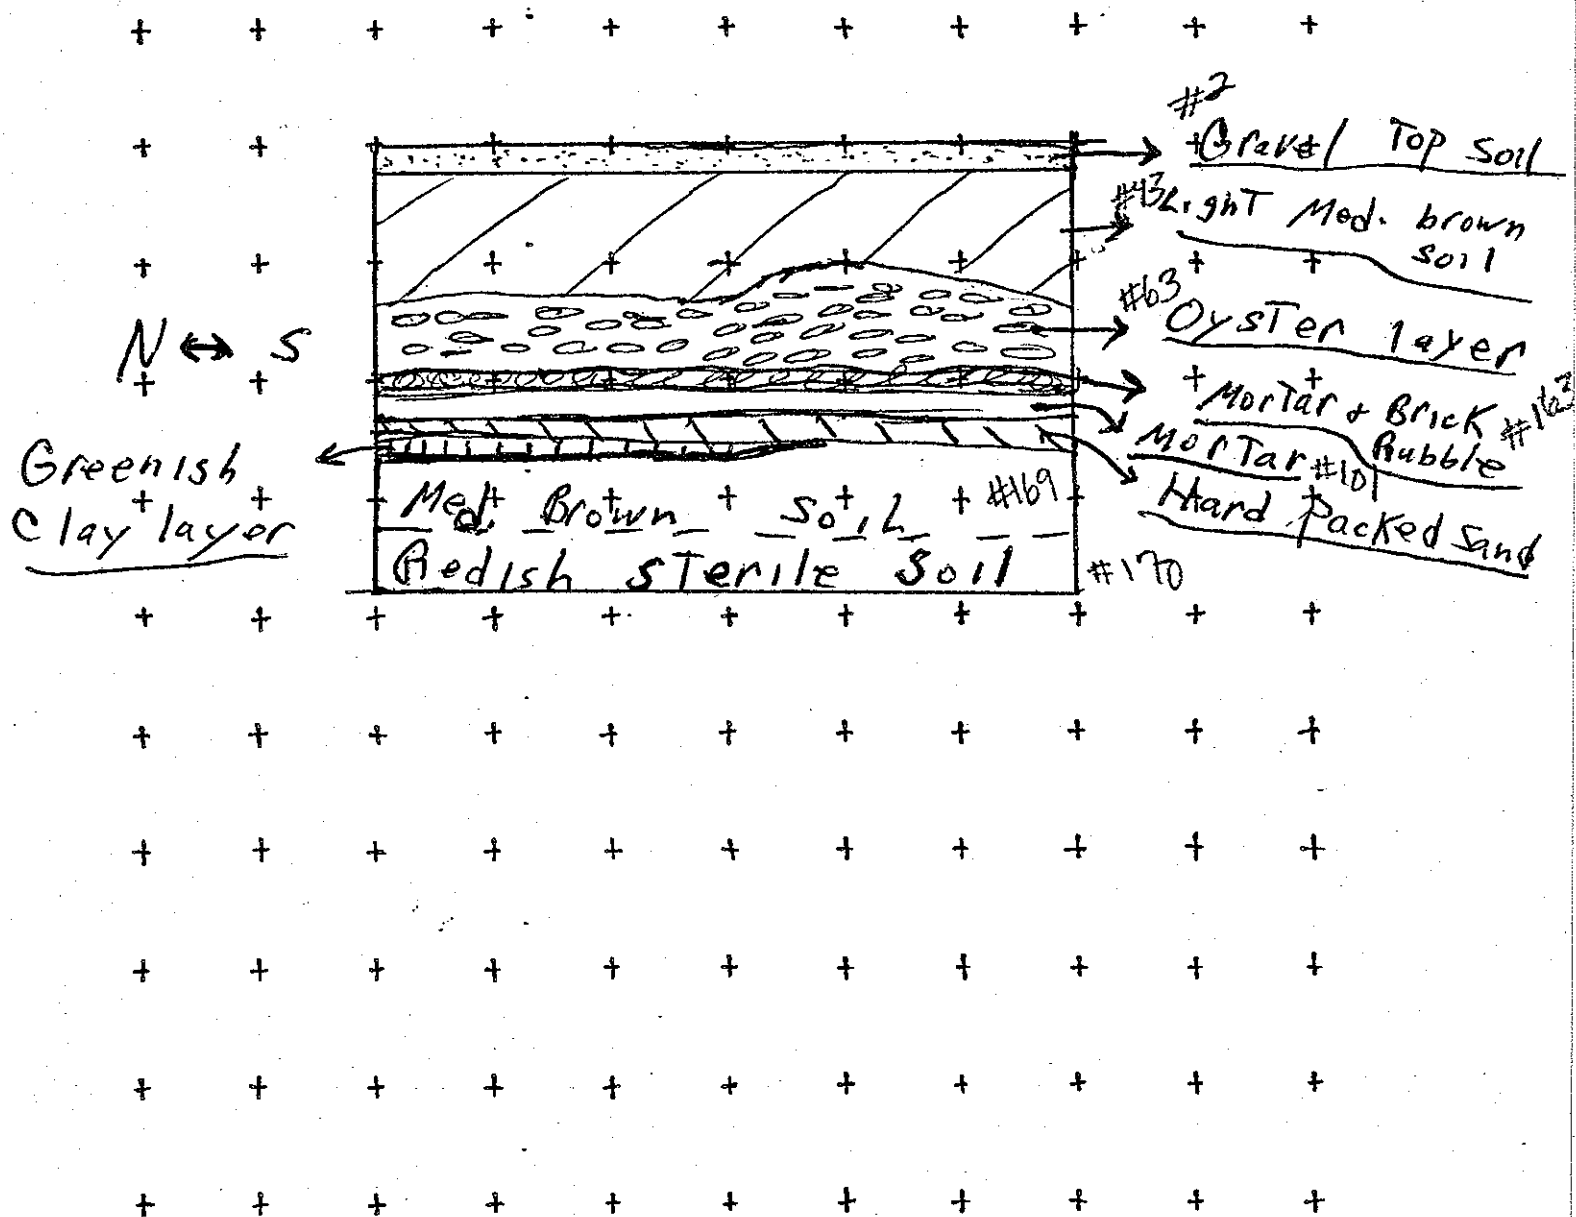 #2
Gravel Top Soil
#43 Light Med. brown
soil
#63
Oyster layer
N ↔ S
Mortar & Brick
Rubble #163
Mortar #101
Hard Packed Sand
Greenish
Clay layer
Med. Brown Soil #169
Redish sterile Soil #170